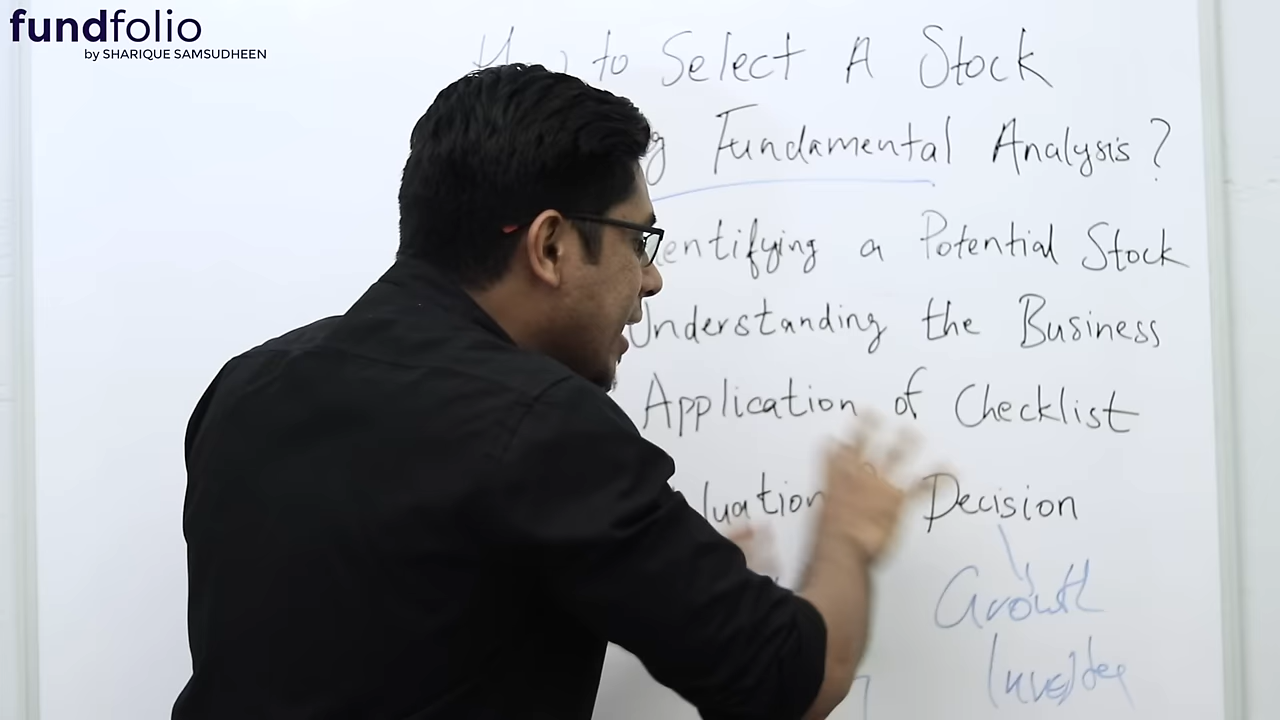 fundfolio
by SHARIQUE SAMSUDHEEN
to Select A Stock
g Fundamental Analysis?
entifying a Potential Stock
Understanding the Business
Application of Checklist
luation Decision
Growth